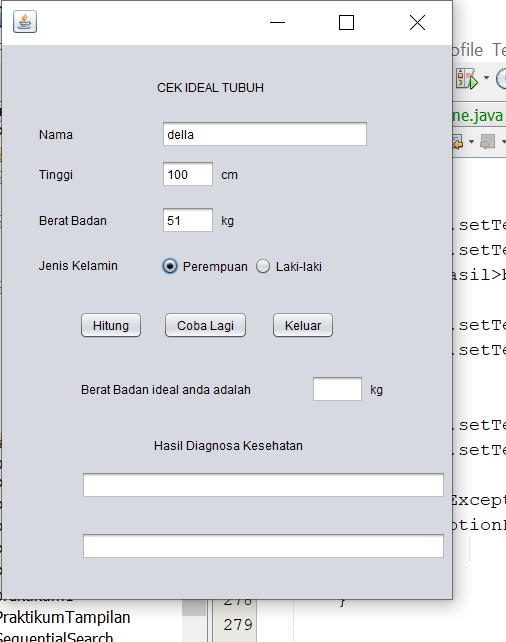 ofile Te
CEK IDEAL TUBUH
ne.java
Nama della
Tinggi 100 cm
Berat Badan 51 kg
.setTe
.setTe
Jenis Kelamin Perempuan Laki-laki
asil>b
Hitung Coba Lagi Keluar
.setTe
.setTe
Berat Badan ideal anda adalah kg
.setTe
Hasil Diagnosa Kesehatan
.setTe
Except
278 }
PraktikumTampilan
279
SequentialSearch